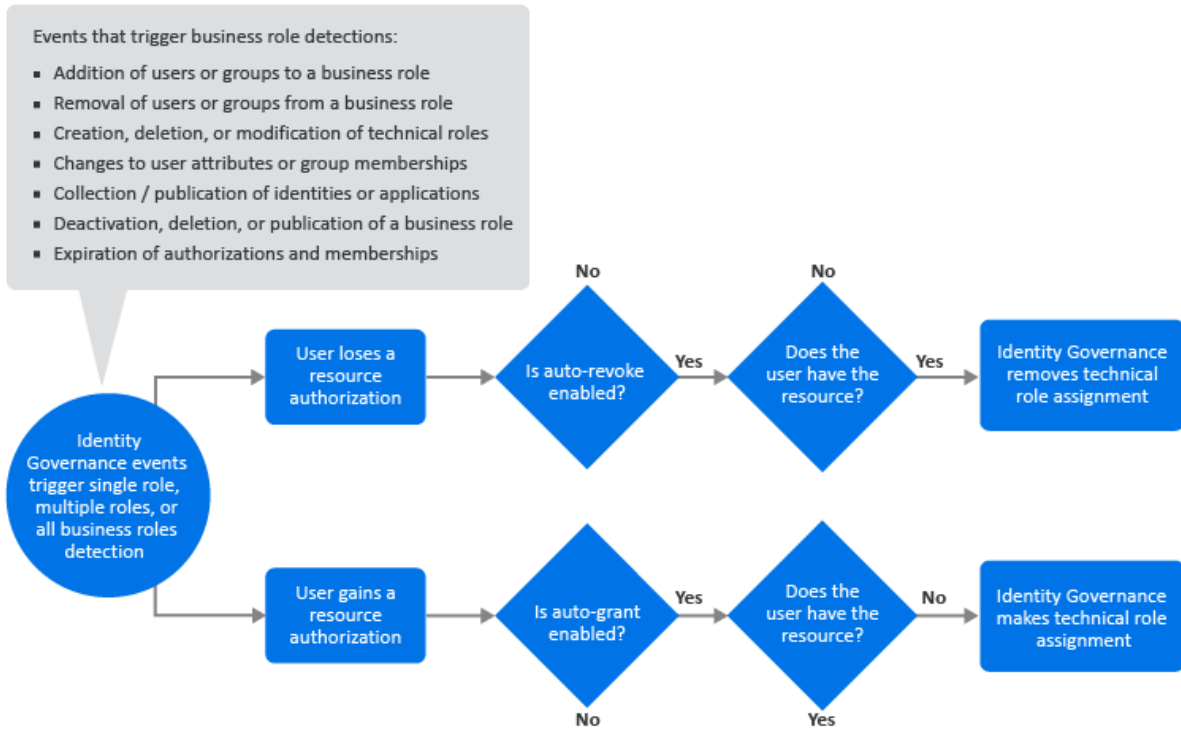 Events that trigger business role detections:
▪ Addition of users or groups to a business role
▪ Removal of users or groups from a business role
▪ Creation, deletion, or modification of technical roles
▪ Changes to user attributes or group memberships
▪ Collection / publication of identities or applications
▪ Deactivation, deletion, or publication of a business role
▪ Expiration of authorizations and memberships
Identity
Governance events
trigger single role,
multiple roles, or
all business roles
detection
User loses a
resource
authorization
No
Is auto-revoke
enabled?
Yes
No
Does the
user have the
resource?
Yes
Identity Governance
removes technical
role assignment
User gains a
resource
authorization
Is auto-grant
enabled?
No
Yes
Does the
user have the
resource?
Yes
No
Identity Governance
makes technical role
assignment